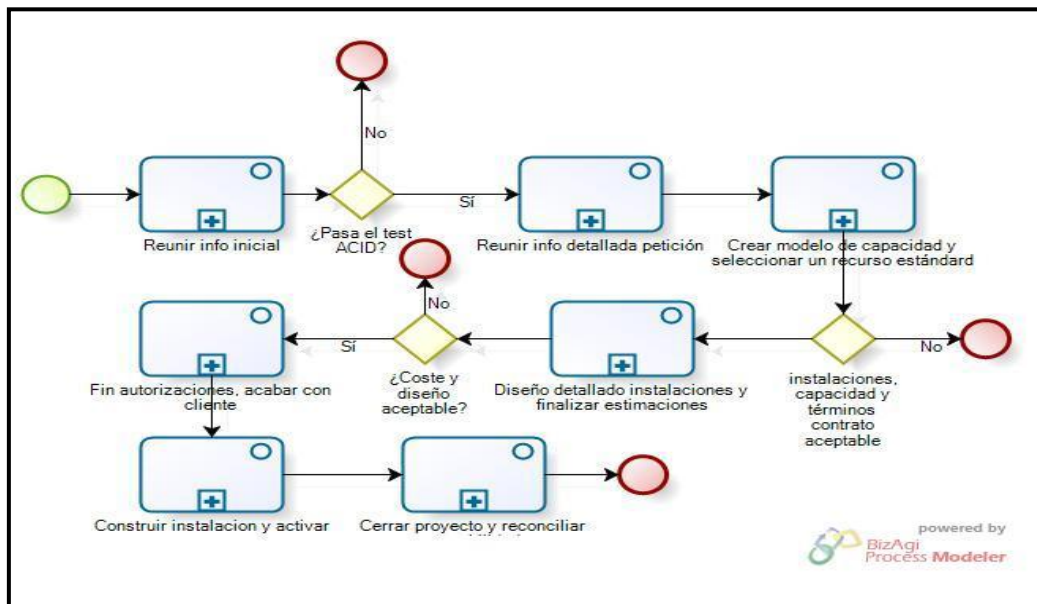 No
Sí
Reunir info inicial
¿Pasa el test
ACID?
Reunir info detallada petición
Crear modelo de capacidad y
seleccionar un recurso estándard
No
Sí
No
Fin autorizaciones, acabar con
cliente
¿Coste y
diseño
aceptable?
Diseño detallado instalaciones y
finalizar estimaciones
instalaciones,
capacidad y
términos
contrato
aceptable
Construir instalacion y activar
Cerrar proyecto y reconciliar
powered by
BizAgi
Process Modeler